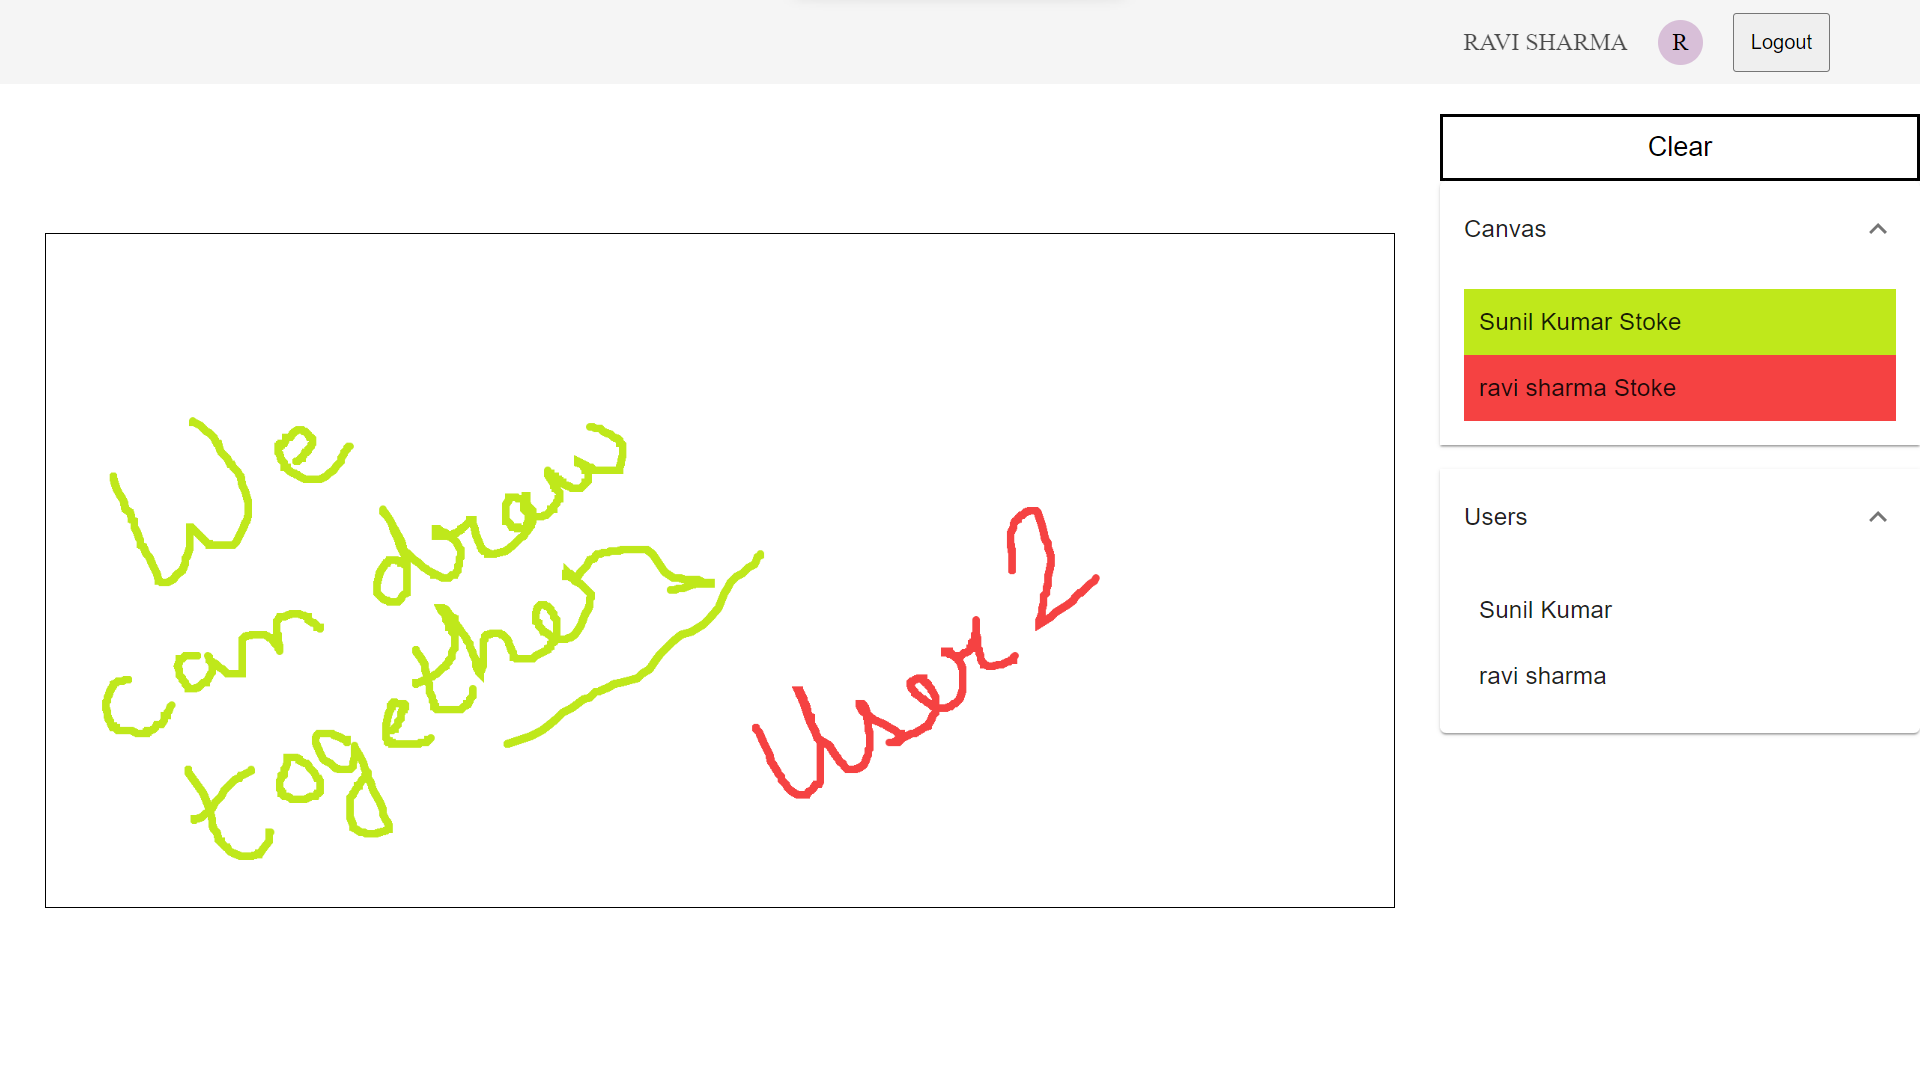 RAVI SHARMA R Logout
Clear
Canvas
Sunil Kumar Stoke
ravi sharma Stoke
Users
Sunil Kumar
ravi sharma
We
can draw
together
User 2